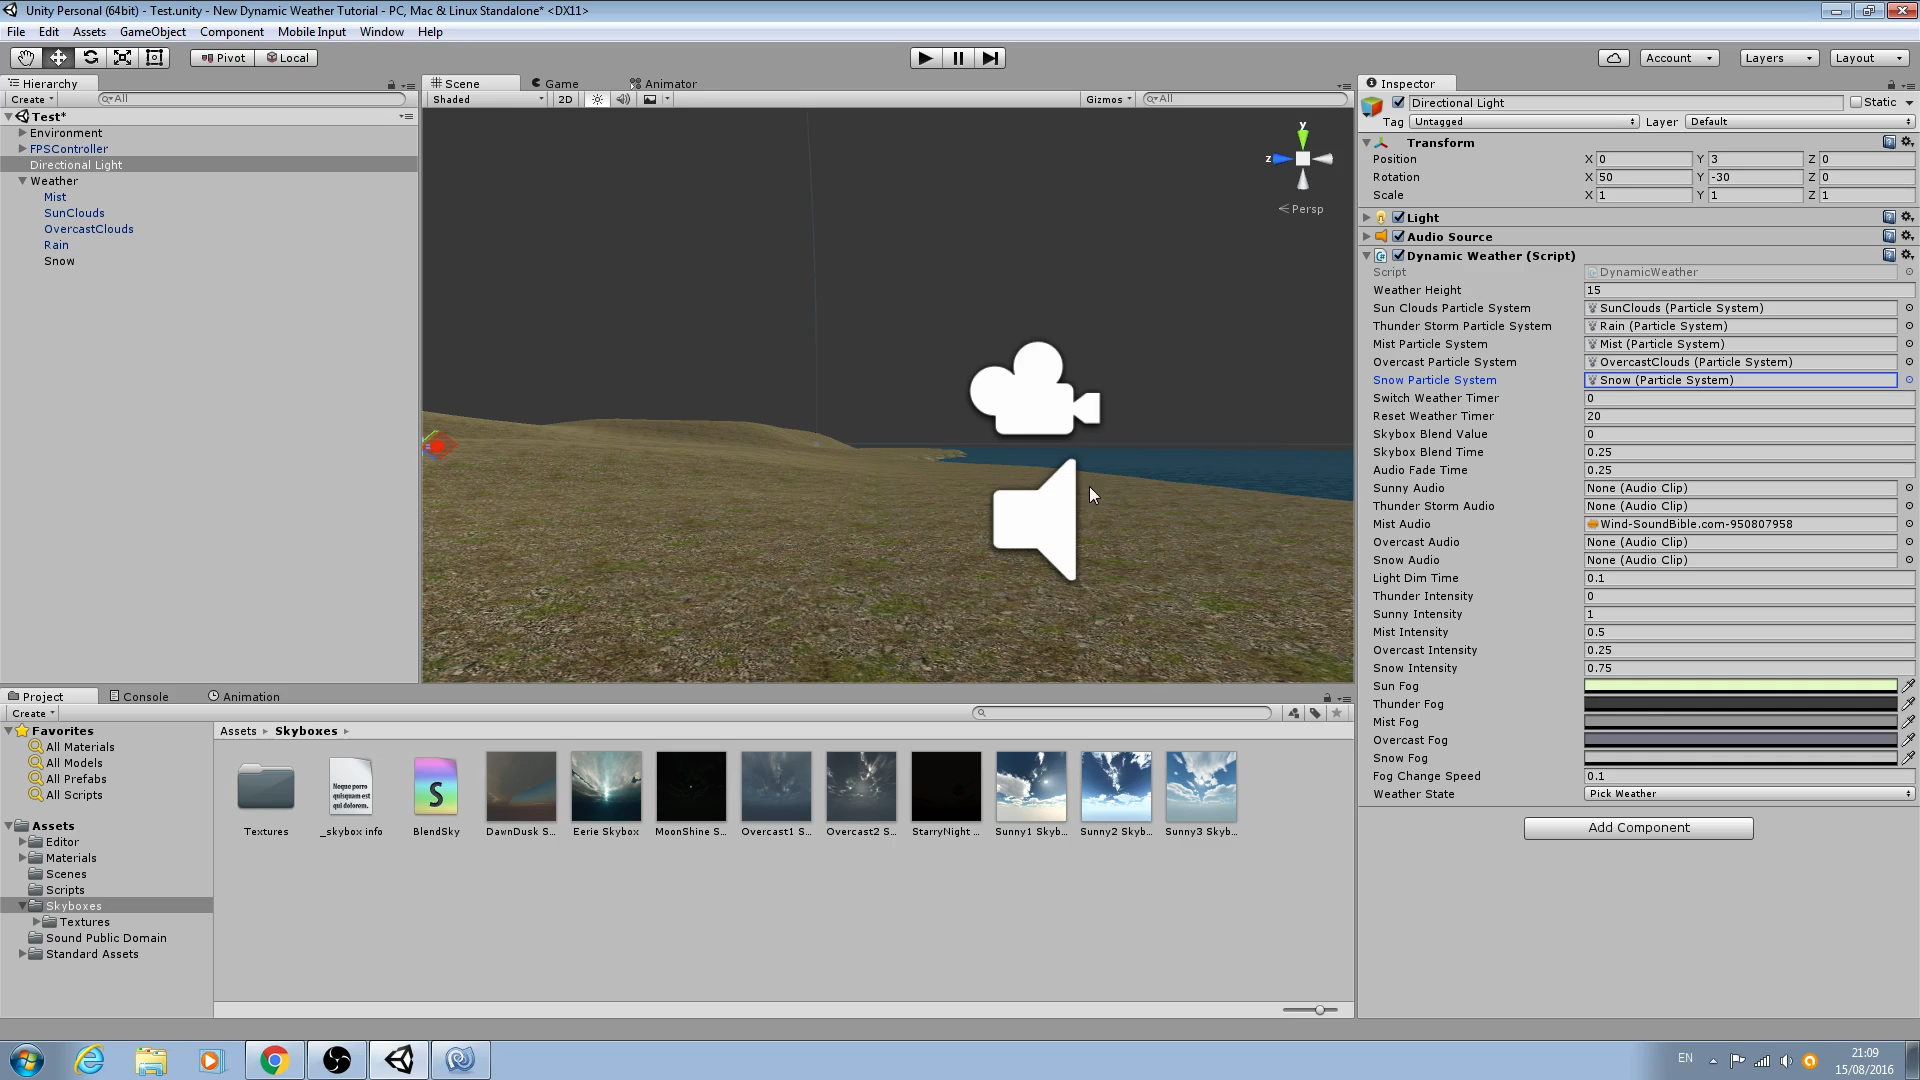 Unity Personal (64bit) - Test.unity - New Dynamic Weather Tutorial - PC, Mac & Linux Standalone* <DX11>
File Edit Assets GameObject Component Mobile Input Window Help
Pivot Local Account Layers Layout
Hierarchy
Create All
Test*
Environment
FPSController
Directional Light
Weather
Mist
SunClouds
OvercastClouds
Rain
Snow
Scene Game Animator
Shaded 2D Gizmos All
y
z
Persp
Inspector
Directional Light Static
Tag Untagged Layer Default
Transform
Position X 0 Y 3 Z 0
Rotation X 50 Y -30 Z 0
Scale X 1 Y 1 Z 1
Light
Audio Source
Dynamic Weather (Script)
Script DynamicWeather
Weather Height 15
Sun Clouds Particle System SunClouds (Particle System)
Thunder Storm Particle System Rain (Particle System)
Mist Particle System Mist (Particle System)
Overcast Particle System OvercastClouds (Particle System)
Snow Particle System Snow (Particle System)
Switch Weather Timer 0
Reset Weather Timer 20
Skybox Blend Value 0
Skybox Blend Time 0.25
Audio Fade Time 0.25
Sunny Audio None (Audio Clip)
Thunder Storm Audio None (Audio Clip)
Mist Audio Wind-SoundBible.com-950807958
Overcast Audio None (Audio Clip)
Snow Audio None (Audio Clip)
Light Dim Time 0.1
Thunder Intensity 0
Sunny Intensity 1
Mist Intensity 0.5
Overcast Intensity 0.25
Snow Intensity 0.75
Sun Fog
Thunder Fog
Mist Fog
Overcast Fog
Snow Fog
Fog Change Speed 0.1
Weather State Pick Weather
Add Component
Project Console Animation
Create
Favorites
All Materials
All Models
All Prefabs
All Scripts
Assets
Editor
Materials
Scenes
Scripts
Skyboxes
Textures
Sound Public Domain
Standard Assets
Assets Skyboxes
Neque porro
quisquam est
qui dolorem.
S
Textures _skybox info BlendSky DawnDusk S... Eerie Skybox MoonShine S... Overcast1 S... Overcast2 S... StarryNight ... Sunny1 Skyb... Sunny2 Skyb... Sunny3 Skyb...
EN
21:09
15/08/2016